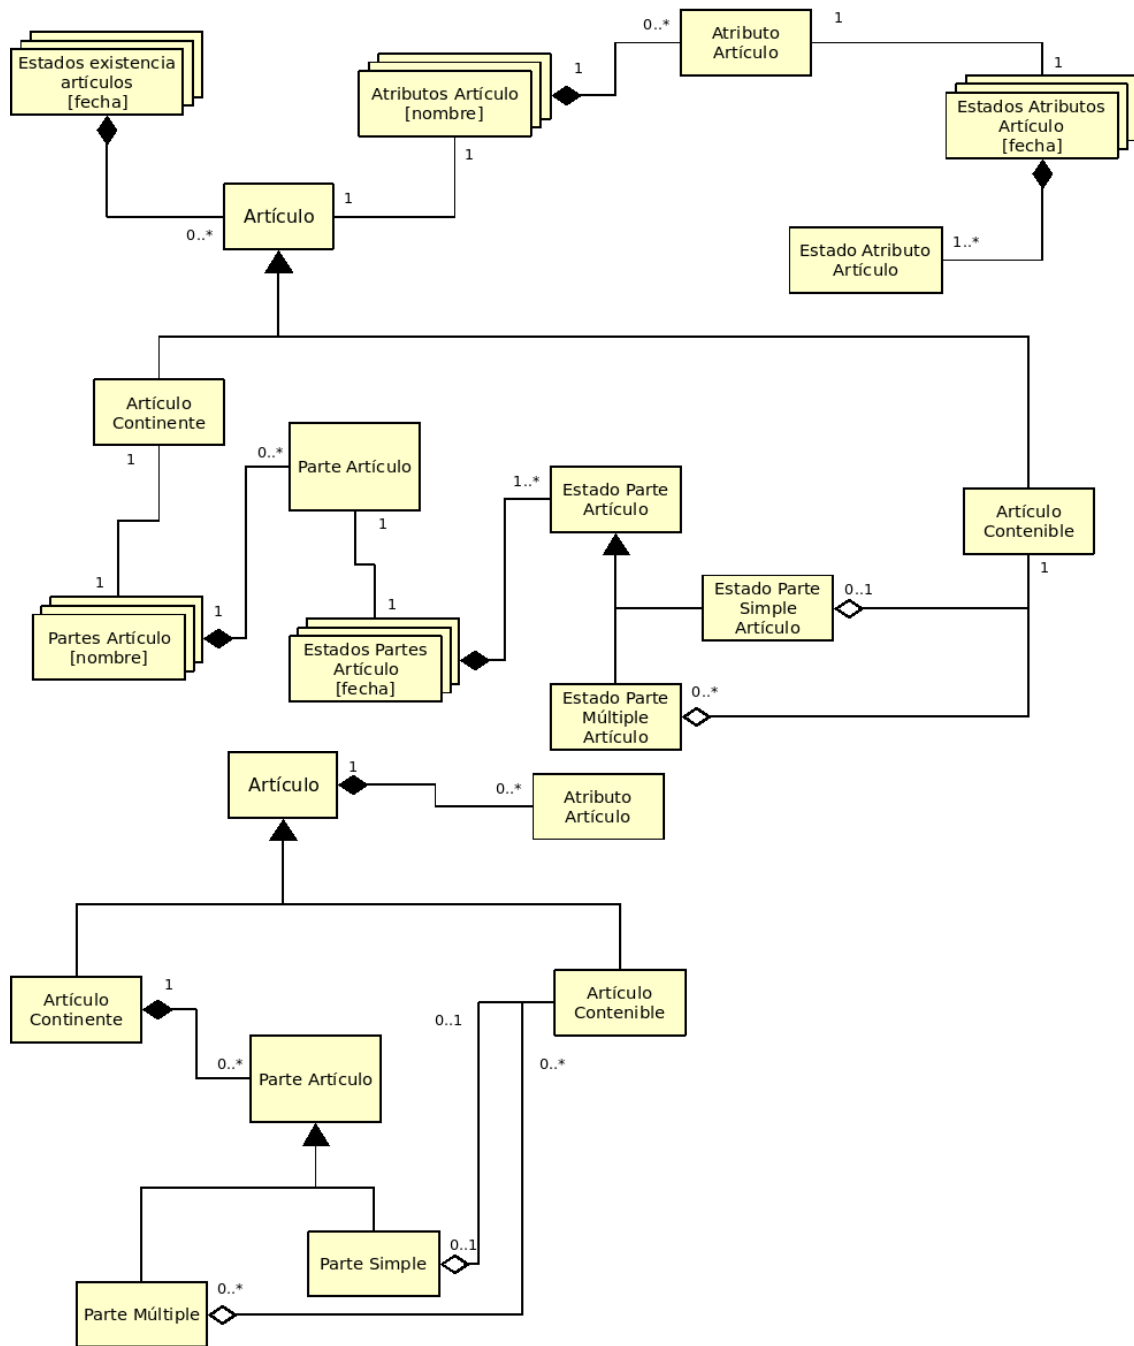 Estados existencia
artículos
[fecha]
Atributos Artículo
[nombre]
1
0..*
Atributo
Artículo
1
1
Estados Atributos
Artículo
[fecha]
1
Artículo
1
0..*
Estado Atributo
Artículo
1..*
Artículo
Continente
1
0..*
Parte Artículo
1
1..*
Estado Parte
Artículo
Artículo
Contenible
1
1
Partes Artículo
[nombre]
1
1
Estados Partes
Artículo
[fecha]
Estado Parte
Simple
Artículo
0..1
Estado Parte
Múltiple
Artículo
0..*
Artículo
1
0..*
Atributo
Artículo
Artículo
Continente
1
0..*
Parte Artículo
Artículo
Contenible
0..1
0..*
Parte Simple
0..1
Parte Múltiple
0..*